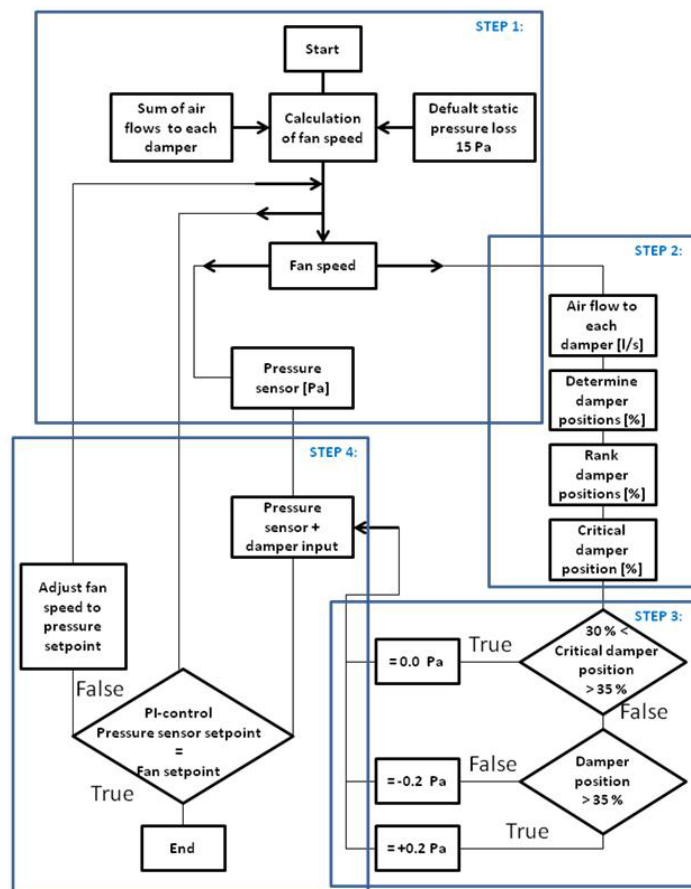 STEP 1:
Start
Sum of air
flows to each
damper
Calculation
of fan speed
Defualt static
pressure loss
15 Pa
Fan speed
Pressure
sensor [Pa]
STEP 2:
Air flow to
each
damper [l/s]
Determine
damper
positions [%]
Rank
damper
positions [%]
Critical
damper
position [%]
STEP 3:
30 % <
Critical damper
position
> 35 %
True
= 0.0 Pa
False
Damper
position
> 35 %
False
= -0.2 Pa
True
= +0.2 Pa
STEP 4:
Pressure
sensor +
damper input
Adjust fan
speed to
pressure
setpoint
False
PI-control
Pressure sensor setpoint
=
Fan setpoint
True
End